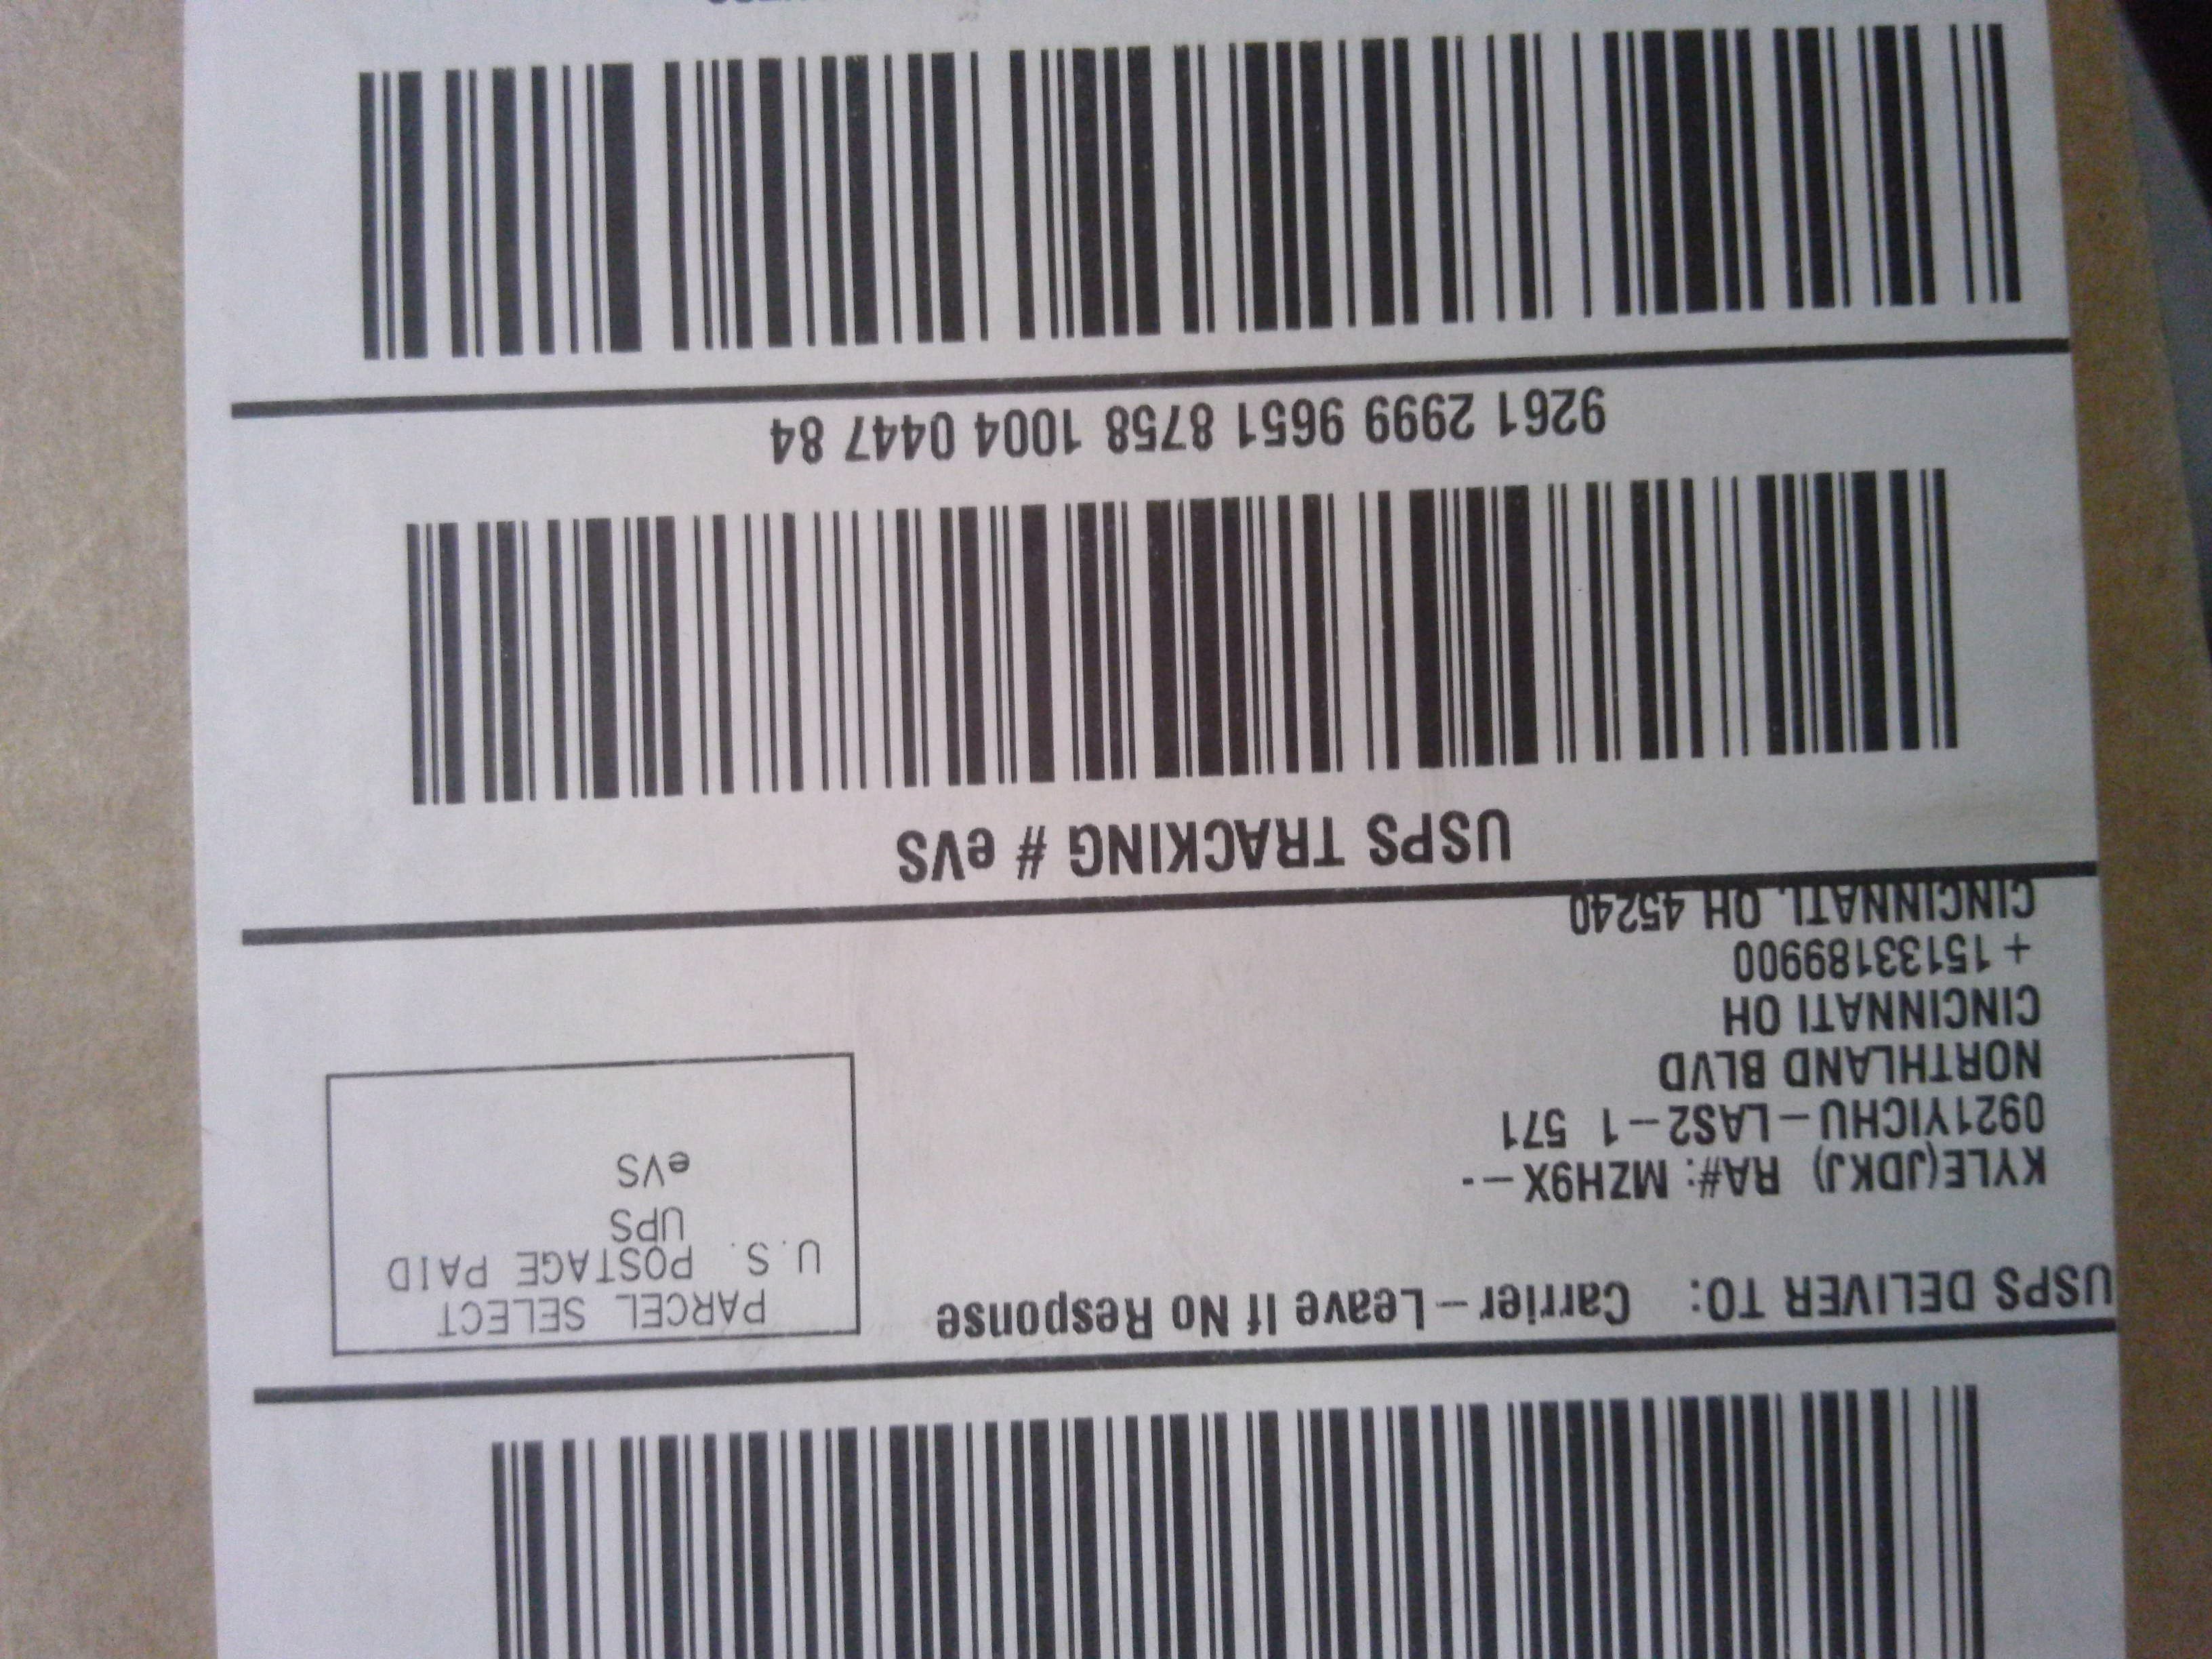 USPS DELIVER TO: Carrier – Leave If No Response
PARCEL SELECT
U.S. POSTAGE PAID
UPS
eVS
KYLE(JDKJ) RA#: MZH9X – -
0921YICHU – LAS2 – 1 571
NORTHLAND BLVD
CINCINNATI OH
+ 15133189900
CINCINNATI, OH 45240
USPS TRACKING # eVS
9261 2999 9651 8758 1004 0447 84